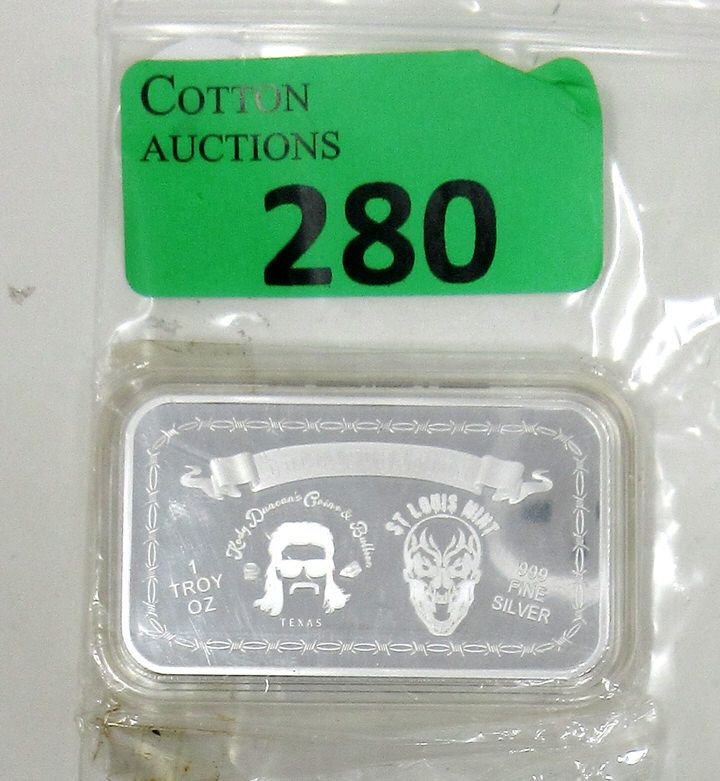 COTTON
AUCTIONS
280
Kody Duncan's Coins & Bullion
TEXAS
ST LOUIS MINT
1
TROY
OZ
999
FINE
SILVER